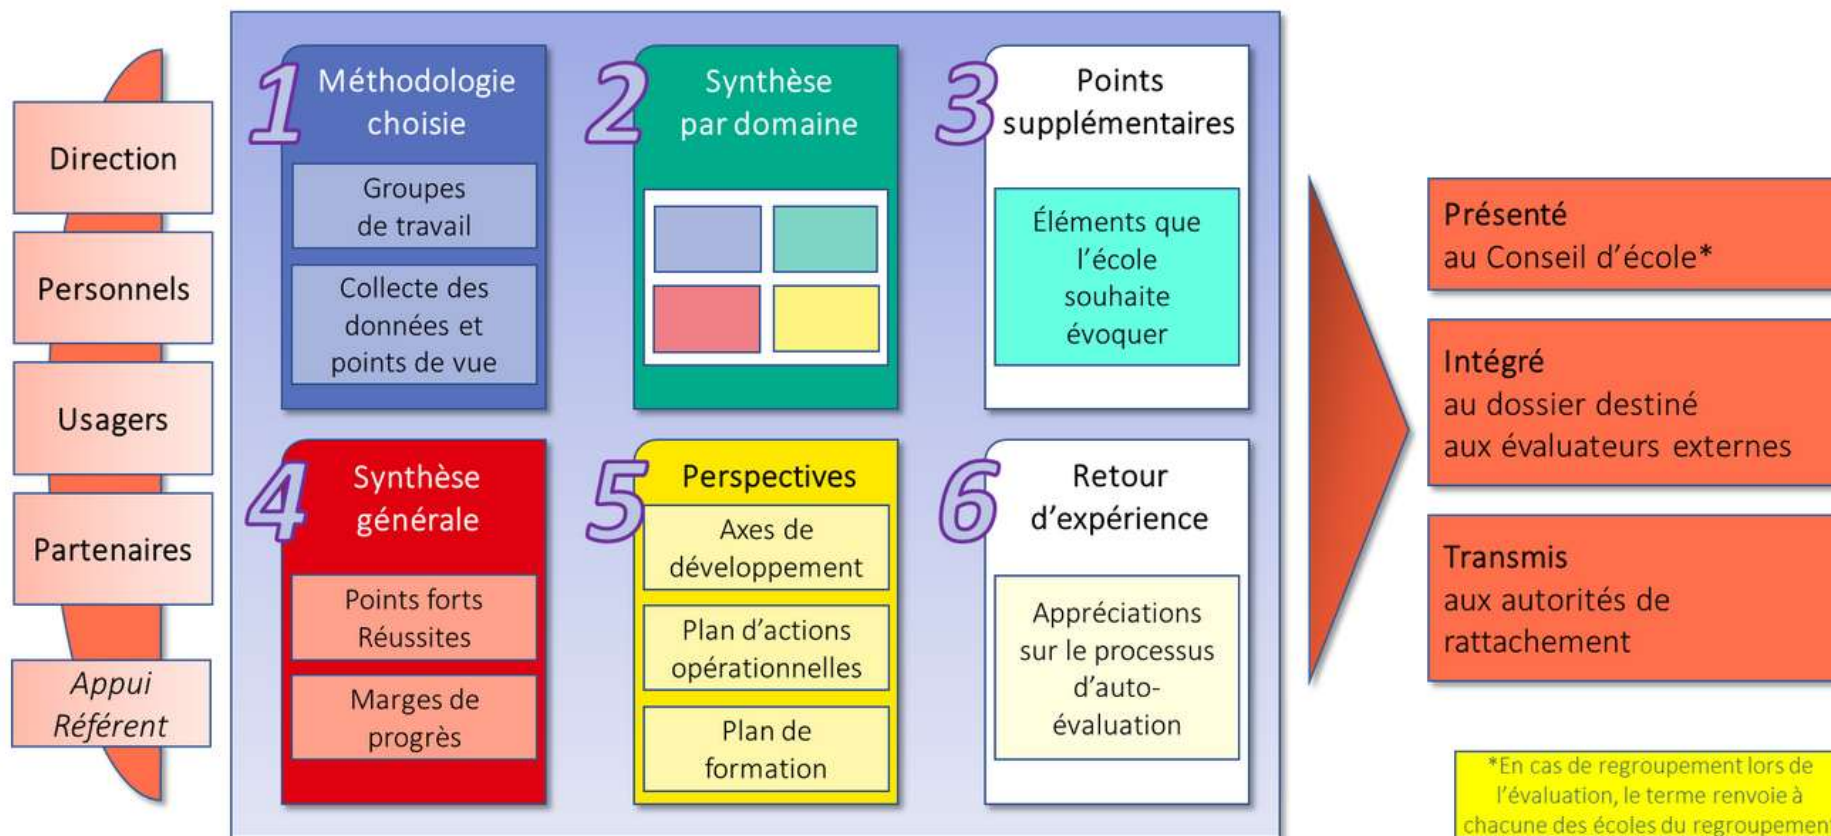 Direction
Personnels
Usagers
Partenaires
Appui
Référent
1
Méthodologie
choisie
Groupes
de travail
Collecte des
données et
points de vue
2
Synthèse
par domaine
3
Points
supplémentaires
Éléments que
l'école
souhaite
évoquer
4
Synthèse
générale
Points forts
Réussites
Marges de
progrès
5
Perspectives
Axes de
développement
Plan d'actions
opérationnelles
Plan de
formation
6
Retour
d'expérience
Appréciations
sur le processus
d'auto-
évaluation
Présenté
au Conseil d'école*
Intégré
au dossier destiné
aux évaluateurs externes
Transmis
aux autorités de
rattachement
*En cas de regroupement lors de
l'évaluation, le terme renvoie à
chacune des écoles du regroupement